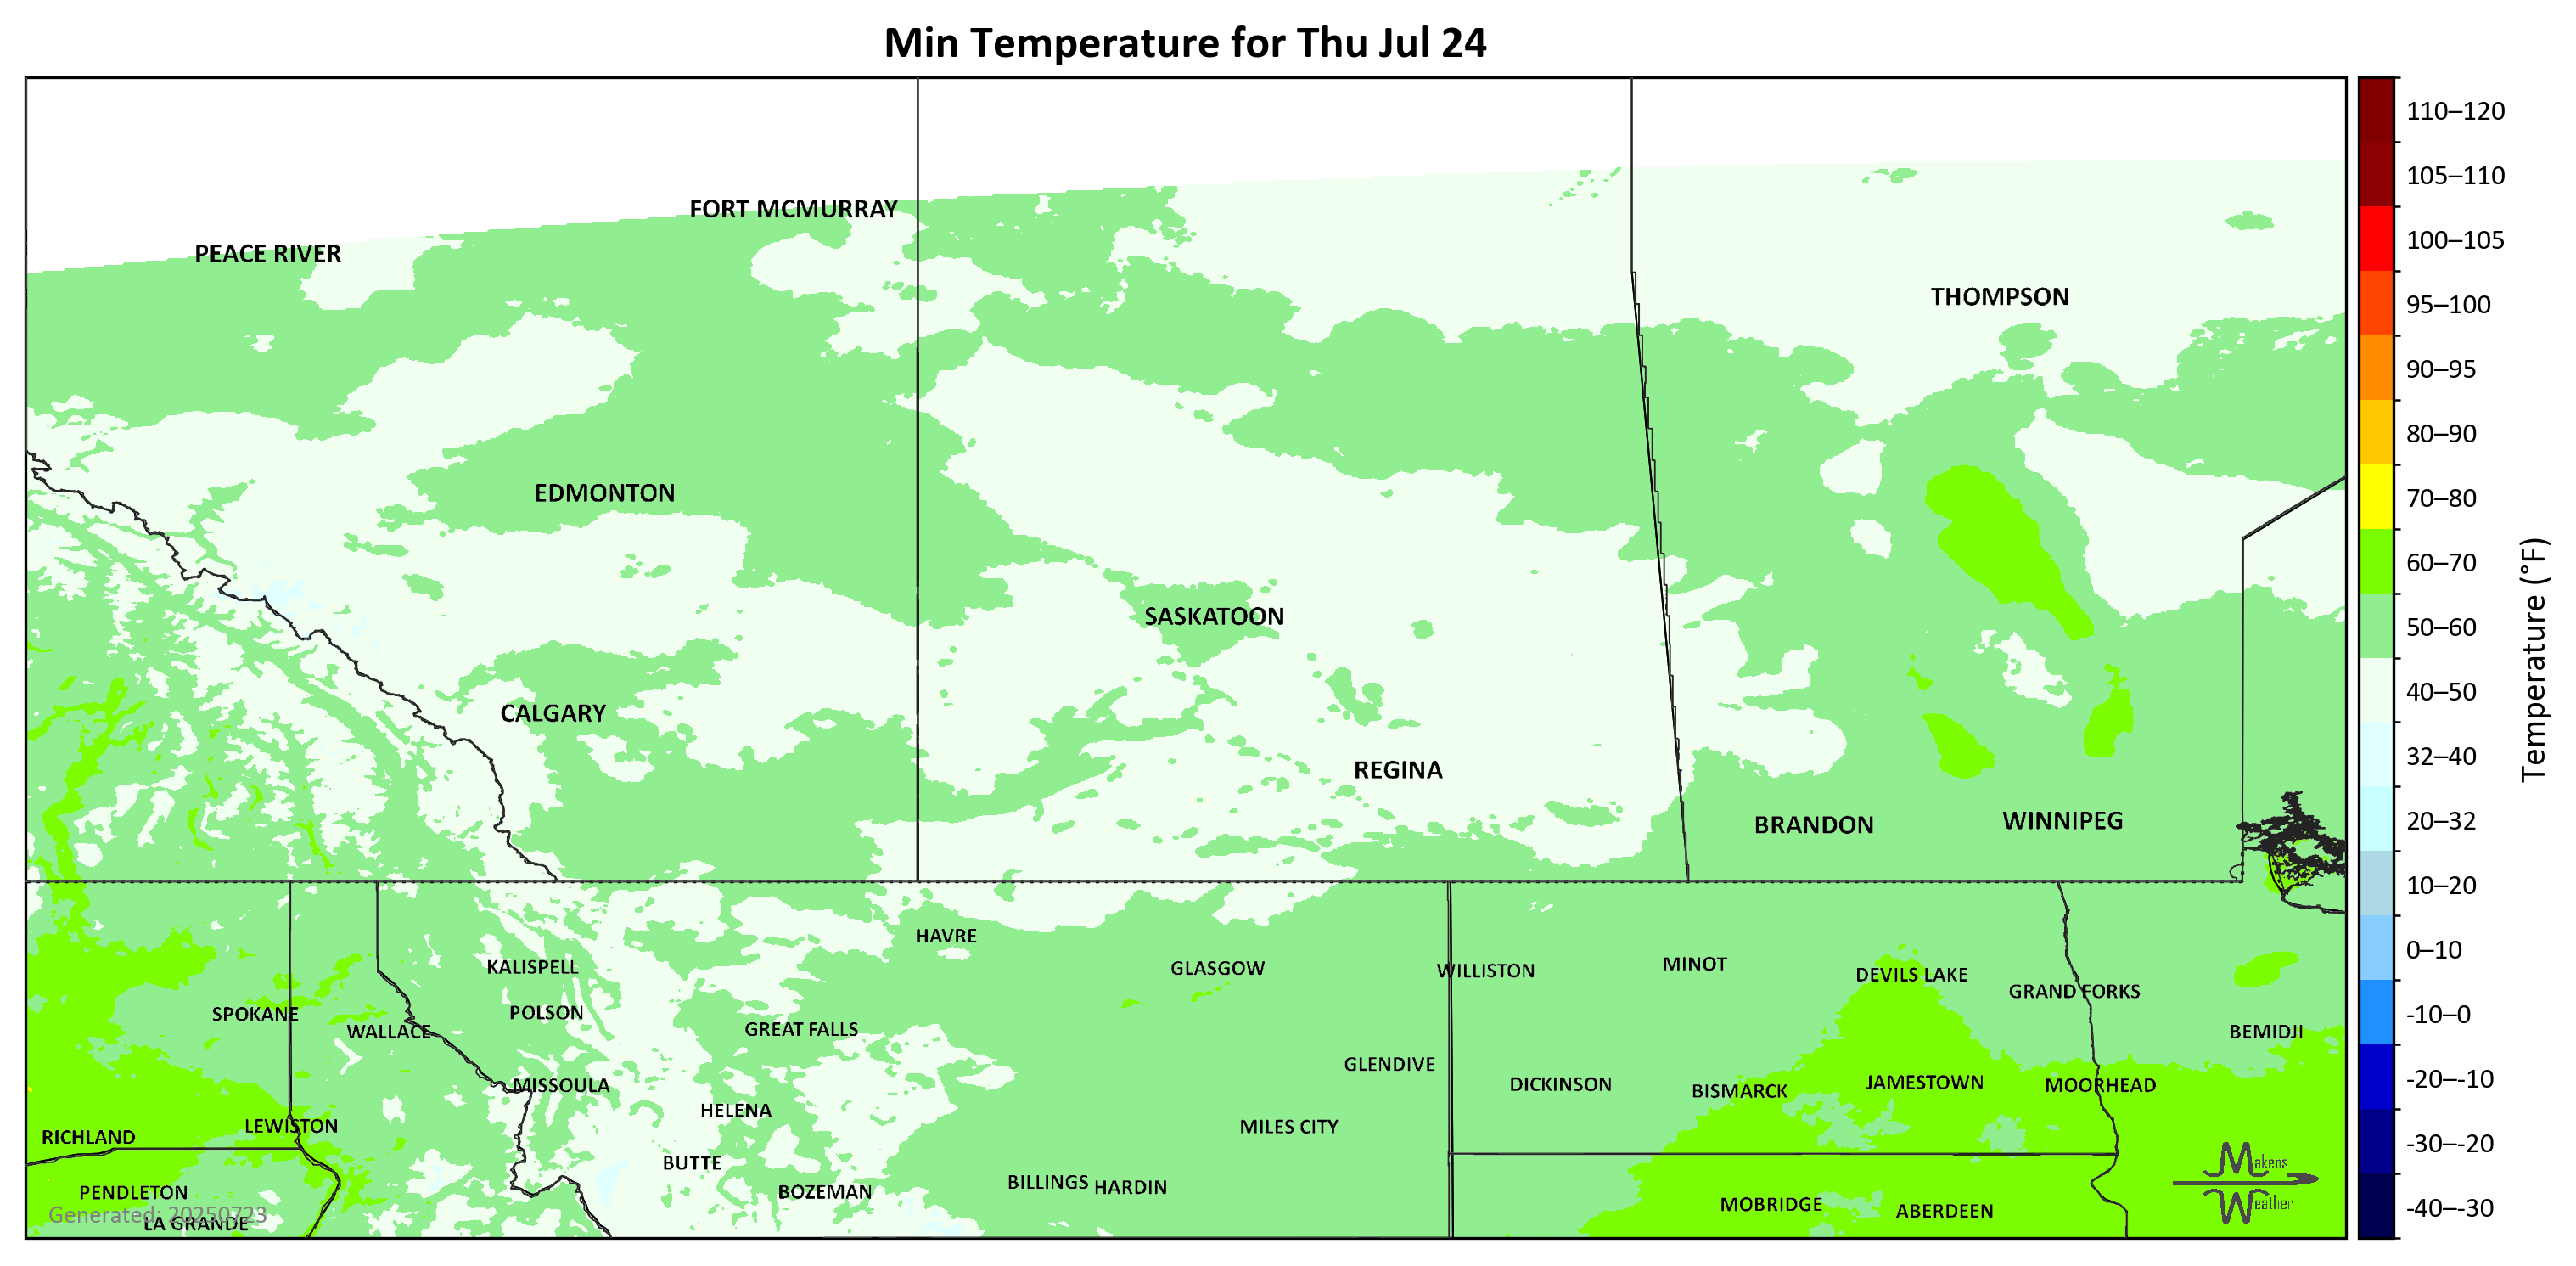 Min Temperature for Thu Jul 24
FORT MCMURRAY
PEACE RIVER
THOMPSON
EDMONTON
SASKATOON
CALGARY
REGINA
BRANDON
WINNIPEG
HAVRE
KALISPELL
GLASGOW
WILLISTON
MINOT
DEVILS LAKE
GRAND FORKS
SPOKANE
POLSON
WALLACE
GREAT FALLS
BEMIDJI
GLENDIVE
MISSOULA
DICKINSON
BISMARCK
JAMESTOWN
MOORHEAD
HELENA
LEWISTON
MILES CITY
RICHLAND
BUTTE
BILLINGS
HARDIN
BOZEMAN
PENDLETON
MOBRIDGE
ABERDEEN
Generated: 20250723
LA GRANDE
Makens
Weather
110–120
105–110
100–105
95–100
90–95
80–90
70–80
60–70
50–60
40–50
32–40
20–32
10–20
0–10
-10–0
-20–-10
-30–-20
-40–-30
Temperature (°F)